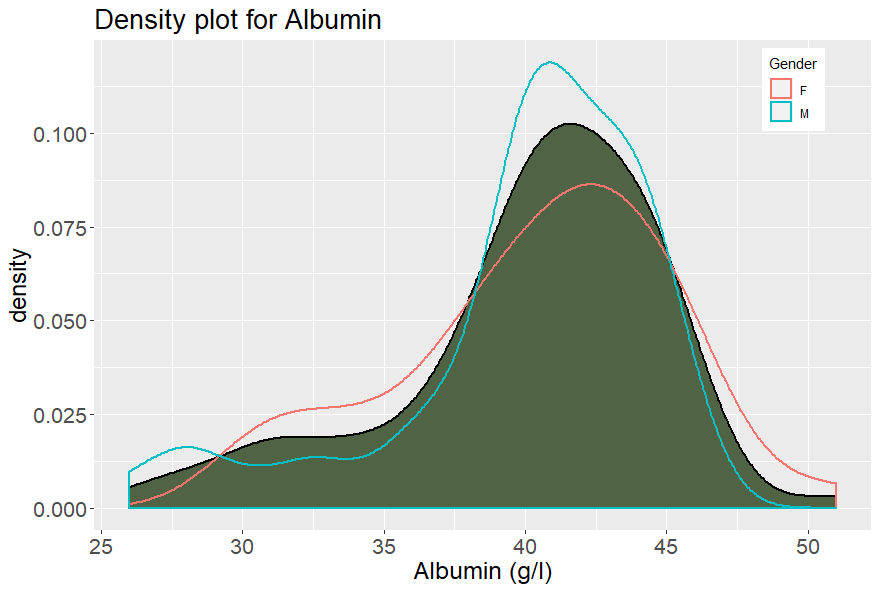 Density plot for Albumin
Gender
F
M
0.100
0.075
0.050
0.025
0.000
density
25 30 35 40 45 50
Albumin (g/l)